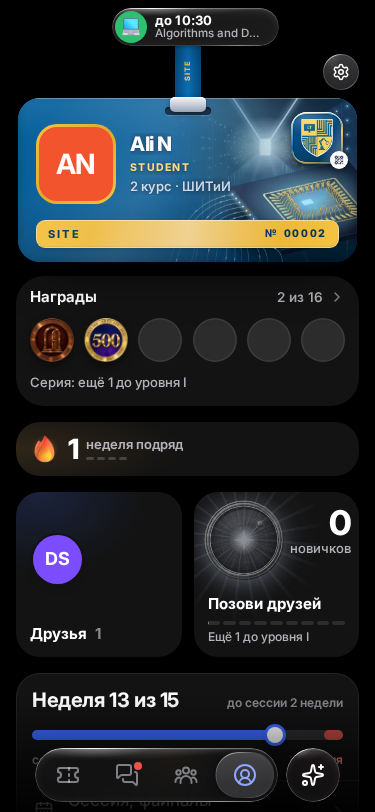 до 10:30
Algorithms and D...
SITE
AN
Ali N
STUDENT
2 курс · ШИТиИ
SITE
№ 00002
Награды
2 из 16
500
Серия: ещё 1 до уровня I
1 неделя подряд
DS
Друзья 1
0
новичков
Позови друзей
Ещё 1 до уровня I
Неделя 13 из 15
до сессии 2 недели